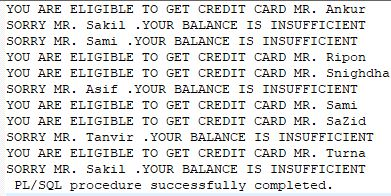 YOU ARE ELIGIBLE TO GET CREDIT CARD MR. Ankur
SORRY MR. Sakil .YOUR BALANCE IS INSUFFICIENT
SORRY MR. Sami .YOUR BALANCE IS INSUFFICIENT
YOU ARE ELIGIBLE TO GET CREDIT CARD MR. Ripon
YOU ARE ELIGIBLE TO GET CREDIT CARD MR. Snighdha
SORRY MR. Asif .YOUR BALANCE IS INSUFFICIENT
YOU ARE ELIGIBLE TO GET CREDIT CARD MR. Sami
YOU ARE ELIGIBLE TO GET CREDIT CARD MR. SaZid
SORRY MR. Tanvir .YOUR BALANCE IS INSUFFICIENT
YOU ARE ELIGIBLE TO GET CREDIT CARD MR. Turna
SORRY MR. Sakil .YOUR BALANCE IS INSUFFICIENT
PL/SQL procedure successfully completed.